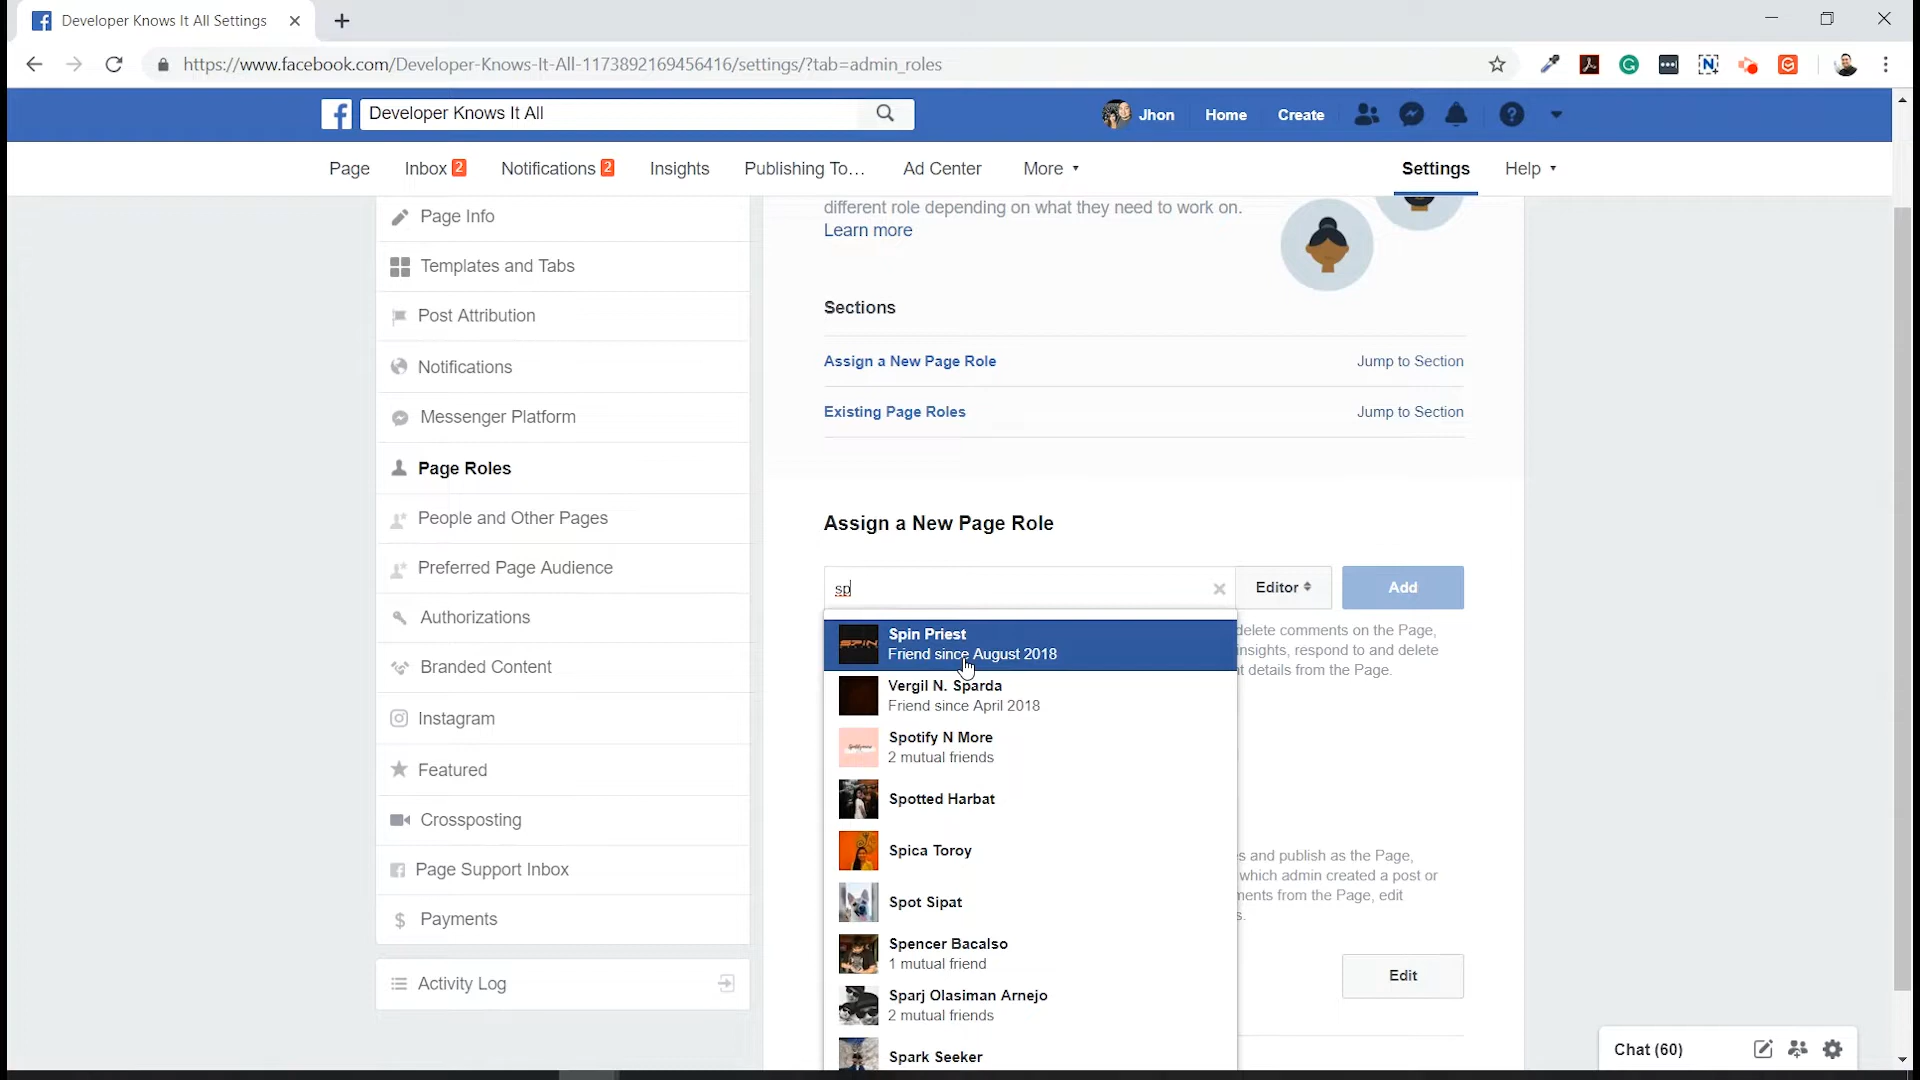 Developer Knows It All Settings
https://www.facebook.com/Developer-Knows-It-All-1173892169456416/settings/?tab=admin_roles
Developer Knows It All
Jhon
Home
Create
Page
Inbox 2
Notifications 2
Insights
Publishing To...
Ad Center
More
Settings
Help
Page Info
Templates and Tabs
Post Attribution
Notifications
Messenger Platform
Page Roles
People and Other Pages
Preferred Page Audience
Authorizations
Branded Content
Instagram
Featured
Crossposting
Page Support Inbox
Payments
Activity Log
different role depending on what they need to work on.
Learn more
Sections
Assign a New Page Role
Jump to Section
Existing Page Roles
Jump to Section
Assign a New Page Role
sp
Editor
Add
Spin Priest
Friend since August 2018
Vergil N. Sparda
Friend since April 2018
Spotify N More
2 mutual friends
Spotted Harbat
Spica Toroy
Spot Sipat
Spencer Bacalso
1 mutual friend
Sparj Olasiman Arnejo
2 mutual friends
Spark Seeker
delete comments on the Page,
insights, respond to and delete
t details from the Page.
s and publish as the Page,
which admin created a post or
ments from the Page, edit
s.
Edit
Chat (60)